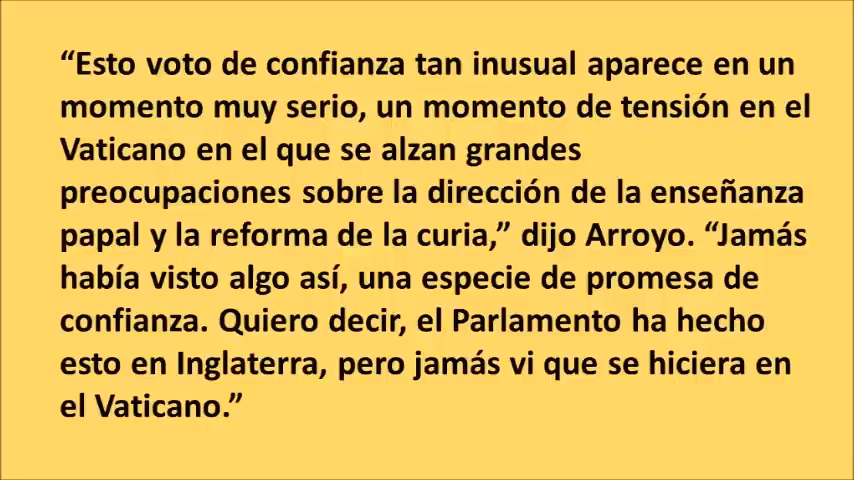 “Esto voto de confianza tan inusual aparece en un
momento muy serio, un momento de tensión en el
Vaticano en el que se alzan grandes
preocupaciones sobre la dirección de la enseñanza
papal y la reforma de la curia,” dijo Arroyo. “Jamás
había visto algo así, una especie de promesa de
confianza. Quiero decir, el Parlamento ha hecho
esto en Inglaterra, pero jamás vi que se hiciera en
el Vaticano.”